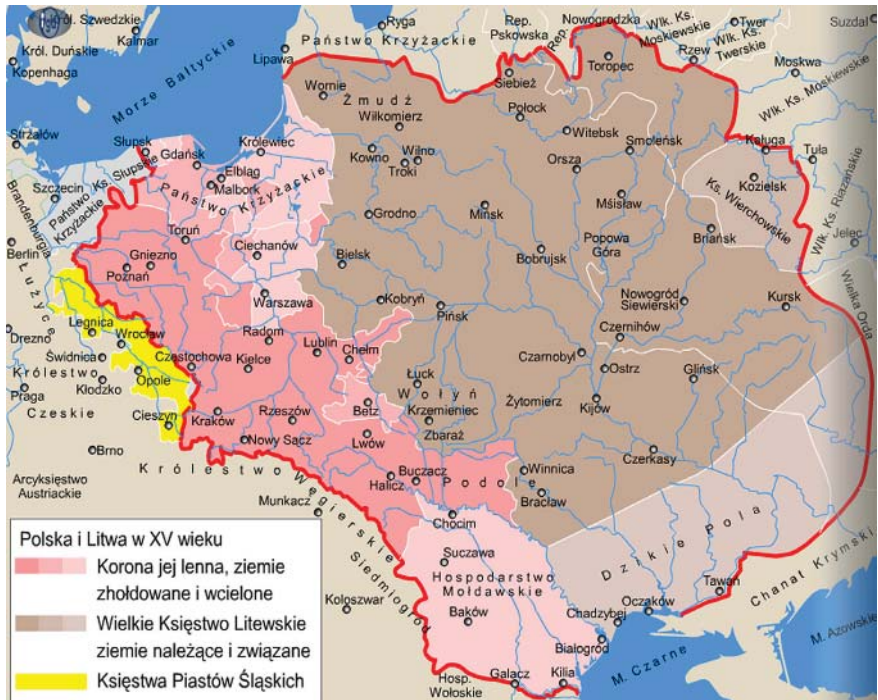 Król. Szwedzkie
Kalmar
Król. Duńskie
Kopenhaga
Morze Bałtyckie
Ryga
Państwo Krzyżackie
Lipawa
Rep. Pskowska
Rep.
Nowogrodzka
Wlk. Ks. Moskiewskie
Twer
Wlk. Ks. Twerskie
Suzdal
Rzew
Moskwa
Wlk. Ks. Moskiewskie
Toropec
Siebież
Wornie
Żmudź
Wiłkomierz
Połock
Witebsk
Smoleńsk
Kaługa
Tuła
Strzałów
Słupsk
Gdańsk
Królewiec
Kowno
Wilno
Troki
Orsza
Kozielsk
Ks. Wierchowskie
Wlk. Ks. Riazańskie
Szczecin
Ks. Słupskie
Państwo Krzyżackie
Elbląg
Malbork
Państwo Krzyżackie
Grodno
Mińsk
Mśisław
Briańsk
Jelec
Brandenburgia
Berlin
Toruń
Ciechanów
Bielsk
Bobrujsk
Popowa Góra
Gniezno
Poznań
Warszawa
Kobryń
Pińsk
Nowogród Siewierski
Kursk
Wielka Orda
Łużyce
Drezno
Legnica
Wrocław
Radom
Lublin
Chełm
Czernihów
Świdnica
Częstochowa
Kielce
Czarnobyl
Ostrz
Glińsk
Królestwo Czeskie
Praga
Kłodzko
Opole
Łuck
Wołyń
Krzemieniec
Zbaraż
Żytomierz
Kijów
Cieszyn
Kraków
Rzeszów
Bełz
Lwów
Nowy Sącz
Brno
Królestwo Węgierskie
Buczacz
Halicz
Podole
Winnica
Bracław
Czerkasy
Arcyksięstwo Austriackie
Munkacz
Chocim
Dzikie Pola
Suczawa
Hospodarstwo Mołdawskie
Siedmiogród
Koloszwar
Baków
Tawań
Chanat Krymski
Oczaków
Chadzybej
Białogród
M. Azowskie
M. Czarne
Hosp. Wołoskie
Galacz
Kilia
Polska i Litwa w XV wieku
Korona jej lenna, ziemie
zhołdowane i wcielone
Wielkie Księstwo Litewskie
ziemie należące i związane
Księstwa Piastów Śląskich